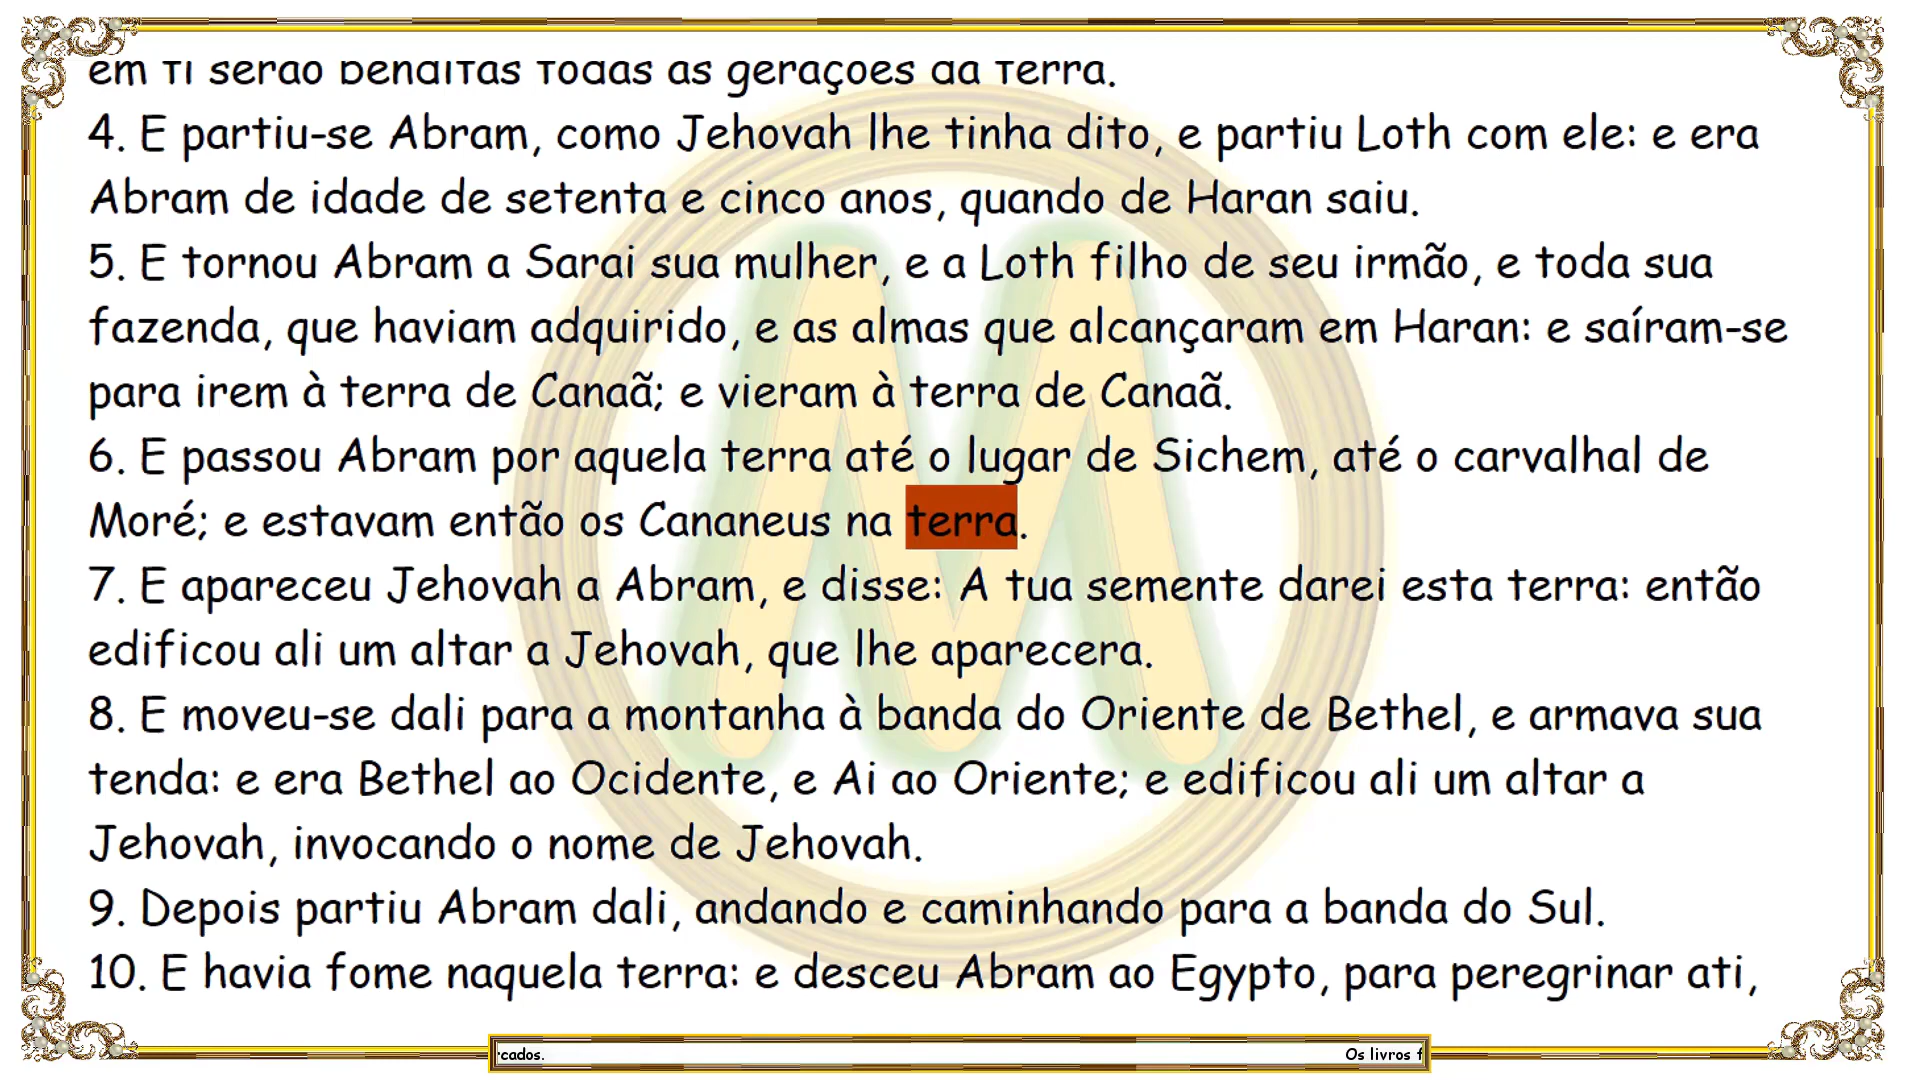 em ti serão benditas todas as gerações da terra.
4. E partiu-se Abram, como Jehovah lhe tinha dito, e partiu Loth com ele: e era
Abram de idade de setenta e cinco anos, quando de Haran saiu.
5. E tornou Abram a Sarai sua mulher, e a Loth filho de seu irmão, e toda sua
fazenda, que haviam adquirido, e as almas que alcançaram em Haran: e saíram-se
para irem à terra de Canaã; e vieram à terra de Canaã.
6. E passou Abram por aquela terra até o lugar de Sichem, até o carvalhal de
Moré; e estavam então os Cananeus na terra.
7. E apareceu Jehovah a Abram, e disse: A tua semente darei esta terra: então
edificou ali um altar a Jehovah, que lhe aparecera.
8. E moveu-se dali para a montanha à banda do Oriente de Bethel, e armava sua
tenda: e era Bethel ao Ocidente, e Ai ao Oriente; e edificou ali um altar a
Jehovah, invocando o nome de Jehovah.
9. Depois partiu Abram dali, andando e caminhando para a banda do Sul.
10. E havia fome naquela terra: e desceu Abram ao Egypto, para peregrinar ati,
cados. Os livros f